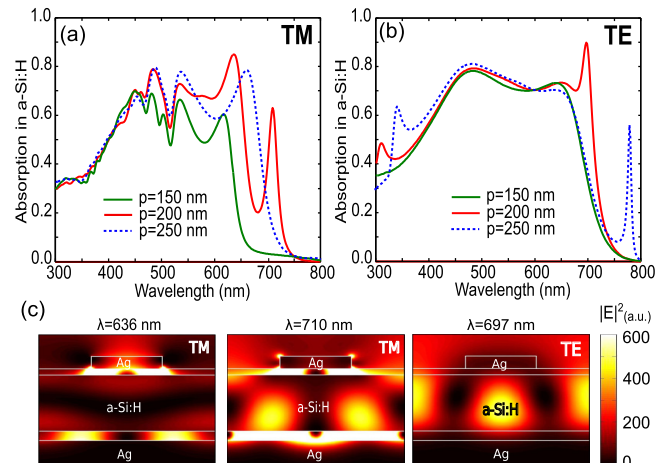 (a)
TM
Absorption in a-Si:H
1.0
0.8
0.6
0.4
0.2
0.0
p=150 nm
p=200 nm
p=250 nm
300 400 500 600 700 800
Wavelength (nm)
(b)
TE
Absorption in a-Si:H
1.0
0.8
0.6
0.4
0.2
0.0
p=150 nm
p=200 nm
p=250 nm
300 400 500 600 700 800
Wavelength (nm)
(c)
λ=636 nm
TM
Ag
a-Si:H
Ag
λ=710 nm
TM
Ag
a-Si:H
Ag
λ=697 nm
TE
Ag
a-Si:H
Ag
|E|²(a.u.)
600
400
200
0